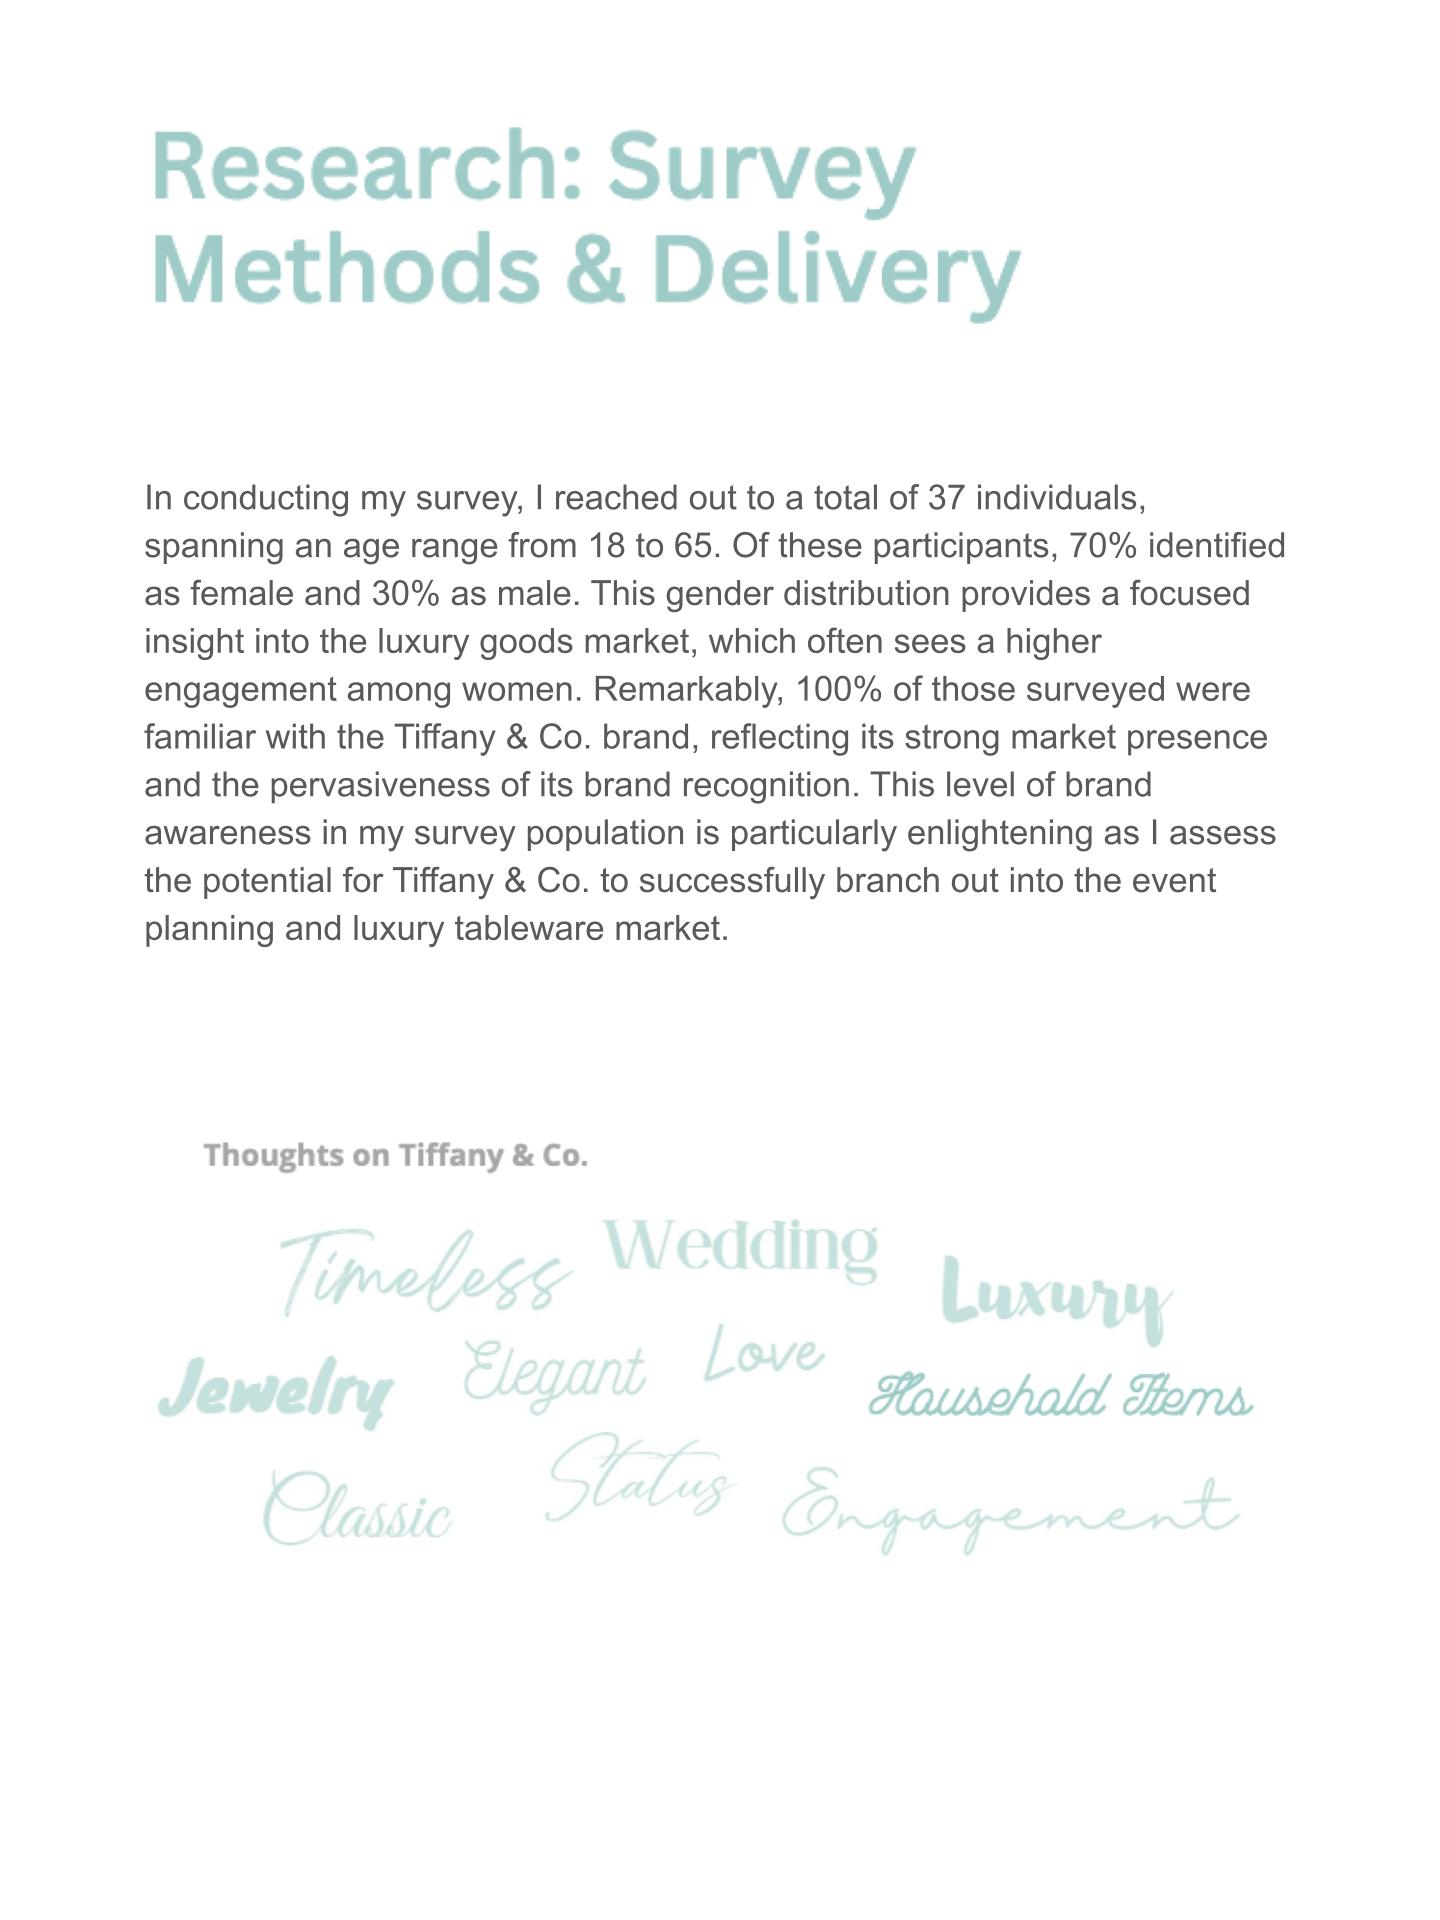 Research: Survey
Methods & Delivery
In conducting my survey, I reached out to a total of 37 individuals,
spanning an age range from 18 to 65. Of these participants, 70% identified
as female and 30% as male. This gender distribution provides a focused
insight into the luxury goods market, which often sees a higher
engagement among women. Remarkably, 100% of those surveyed were
familiar with the Tiffany & Co. brand, reflecting its strong market presence
and the pervasiveness of its brand recognition. This level of brand
awareness in my survey population is particularly enlightening as I assess
the potential for Tiffany & Co. to successfully branch out into the event
planning and luxury tableware market.
Thoughts on Tiffany & Co.
Timeless Wedding Luxury
Jewelry Elegant Love Household Items
Classic Status Engagement